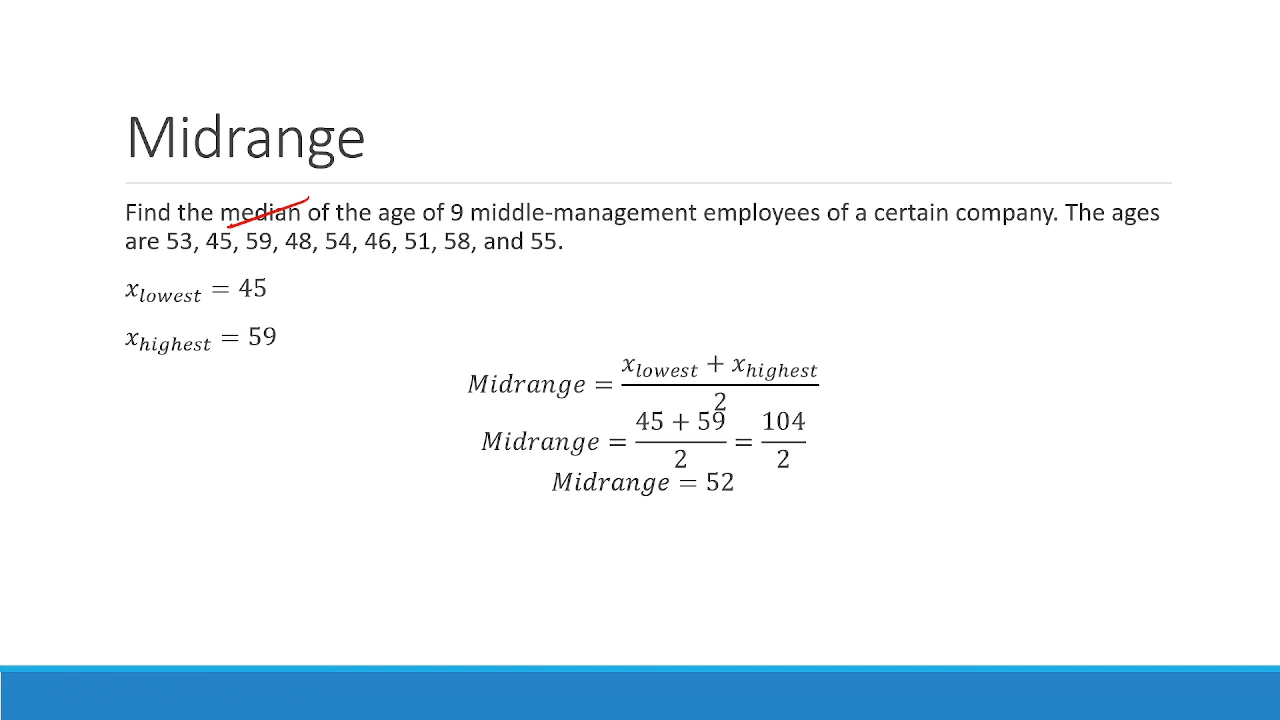 Midrange
Find the median of the age of 9 middle-management employees of a certain company. The ages
are 53, 45, 59, 48, 54, 46, 51, 58, and 55.
x_lowest = 45
x_highest = 59
Midrange = (x_lowest + x_highest) / 2
Midrange = (45 + 59) / 2 = 104 / 2
Midrange = 52